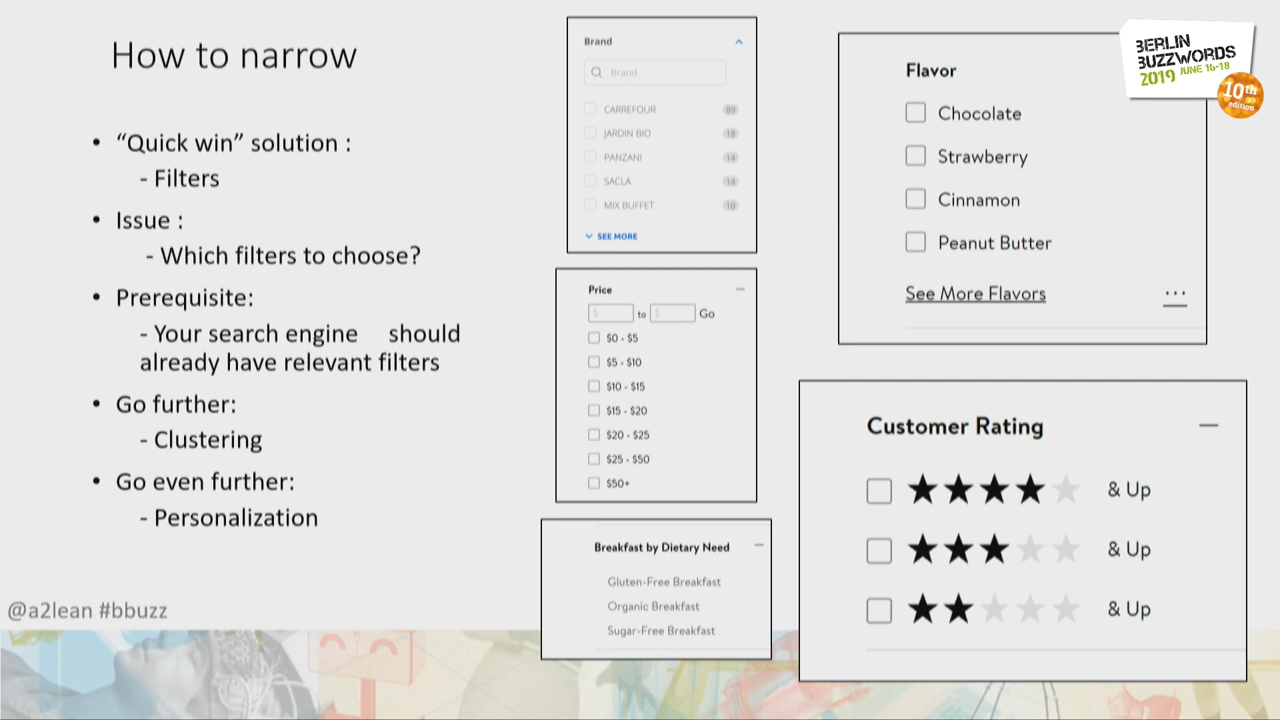 How to narrow
• “Quick win” solution :
- Filters
• Issue :
- Which filters to choose?
• Prerequisite:
- Your search engine should
already have relevant filters
• Go further:
- Clustering
• Go even further:
- Personalization
@a2lean #bbuzz
Brand
Brand
CARREFOUR 89
JARDIN BIO 18
PANZANI 14
SACLA 14
MIX BUFFET 10
SEE MORE
Price
$ to $ Go
$0 - $5
$5 - $10
$10 - $15
$15 - $20
$20 - $25
$25 - $50
$50+
Breakfast by Dietary Need
Gluten-Free Breakfast
Organic Breakfast
Sugar-Free Breakfast
Flavor
Chocolate
Strawberry
Cinnamon
Peanut Butter
See More Flavors ...
Customer Rating
& Up
& Up
& Up
BERLIN
BUZZWORDS
2019 JUNE 16-18
10th
edition